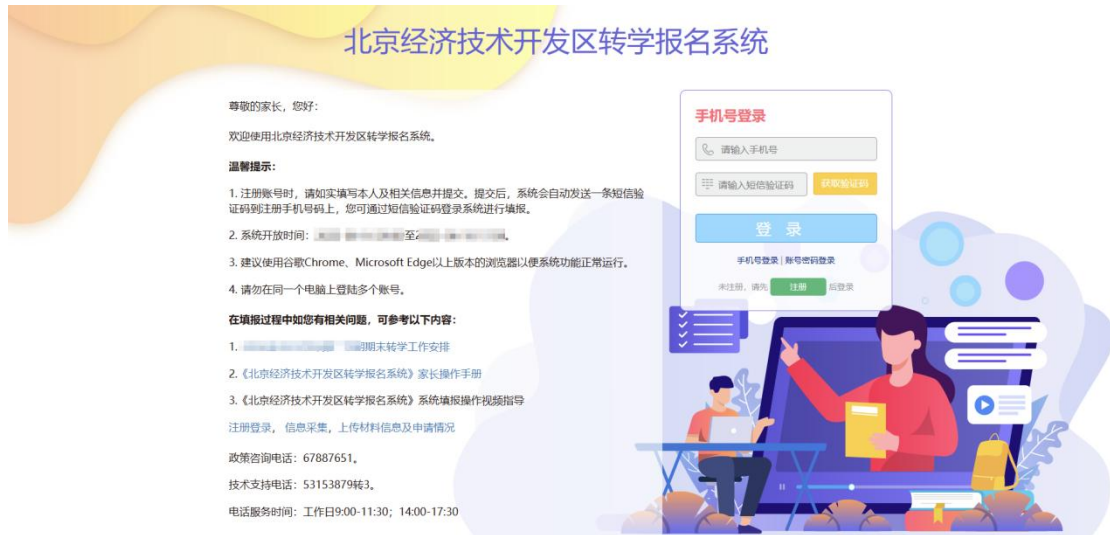 北京经济技术开发区转学报名系统
尊敬的家长，您好：
欢迎使用北京经济技术开发区转学报名系统。
温馨提示：
1. 注册账号时，请如实填写本人及相关信息并提交。提交后，系统会自动发送一条短信验
证码到注册手机号码上，您可通过短信验证码登录系统进行填报。
2. 系统开放时间：至2。
3. 建议使用谷歌Chrome、Microsoft Edge以上版本的浏览器以便系统功能正常运行。
4. 请勿在同一个电脑上登陆多个账号。
在填报过程中如您有相关问题，可参考以下内容：
1. 期末转学工作安排
2.《北京经济技术开发区转学报名系统》家长操作手册
3.《北京经济技术开发区转学报名系统》系统填报操作视频指导
注册登录， 信息采集，上传材料信息及申请情况
政策咨询电话：67887651。
技术支持电话：53153879转3。
电话服务时间：工作日9:00-11:30；14:00-17:30
手机号登录
请输入手机号
请输入短信验证码 获取验证码
登 录
手机号登录 | 账号密码登录
未注册，请先 注册 后登录